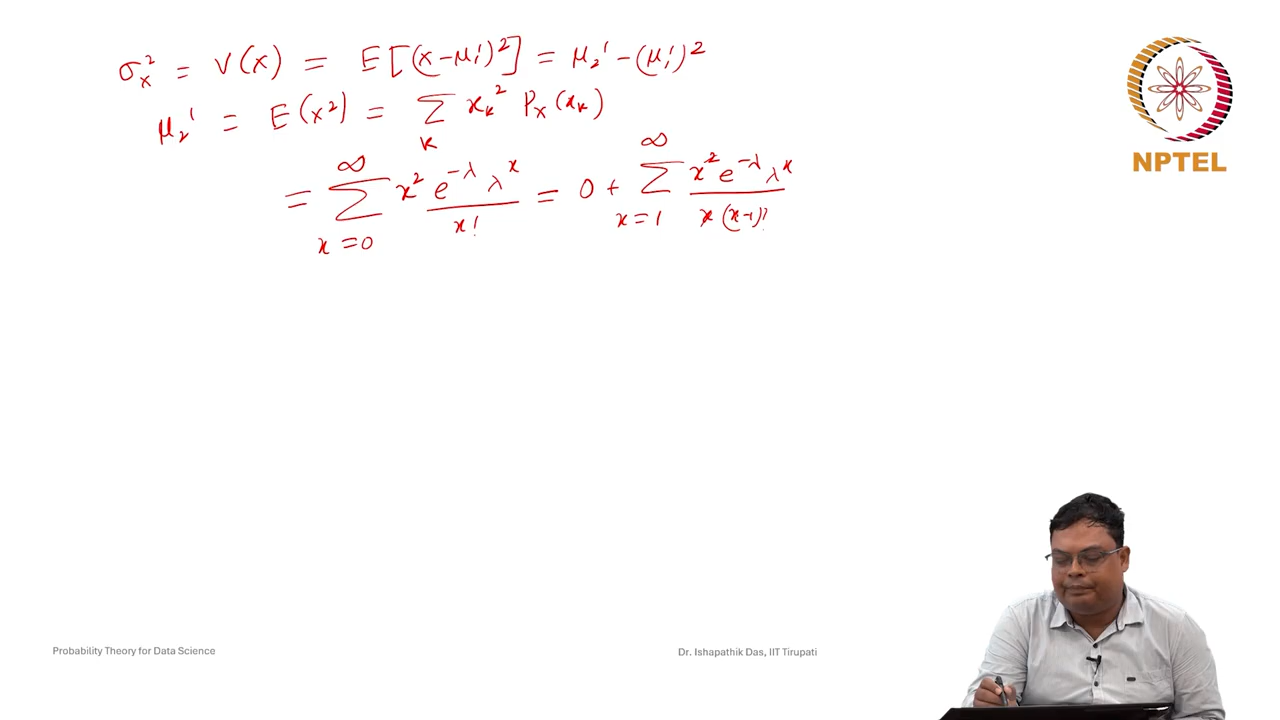 σ_x² = V(X) = E[(X-μ₁')²] = μ₂' - (μ₁')²
μ₂' = E(X²) = Σ_k x_k² P_X(x_k)
= Σ_{x=0}^{∞} x² e^{-λ} λ^x / x! = 0 + Σ_{x=1}^{∞} x² e^{-λ} λ^x / x(x-1)!
NPTEL
Probability Theory for Data Science
Dr. Ishapathik Das, IIT Tirupati